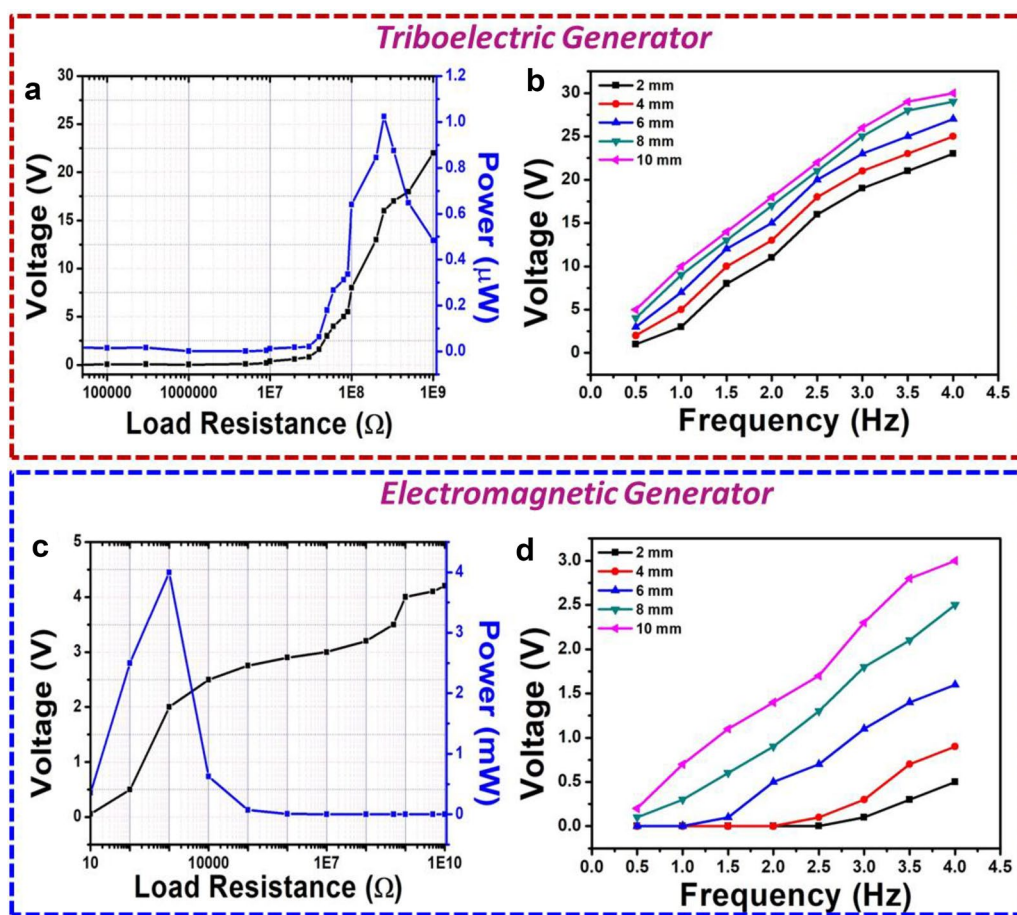 Triboelectric Generator
a
30
25
20
15
10
5
0
Voltage (V)
1.2
1.0
0.8
0.6
0.4
0.2
0.0
Power (μW)
100000 1000000 1E7 1E8 1E9
Load Resistance (Ω)
b
2 mm
4 mm
6 mm
8 mm
10 mm
30
20
10
0
Voltage (V)
0.0 0.5 1.0 1.5 2.0 2.5 3.0 3.5 4.0 4.5
Frequency (Hz)
Electromagnetic Generator
c
5
4
3
2
1
0
Voltage (V)
4
3
2
1
0
Power (mW)
10 10000 1E7 1E10
Load Resistance (Ω)
d
2 mm
4 mm
6 mm
8 mm
10 mm
3.0
2.5
2.0
1.5
1.0
0.5
0.0
Voltage (V)
0.0 0.5 1.0 1.5 2.0 2.5 3.0 3.5 4.0 4.5
Frequency (Hz)